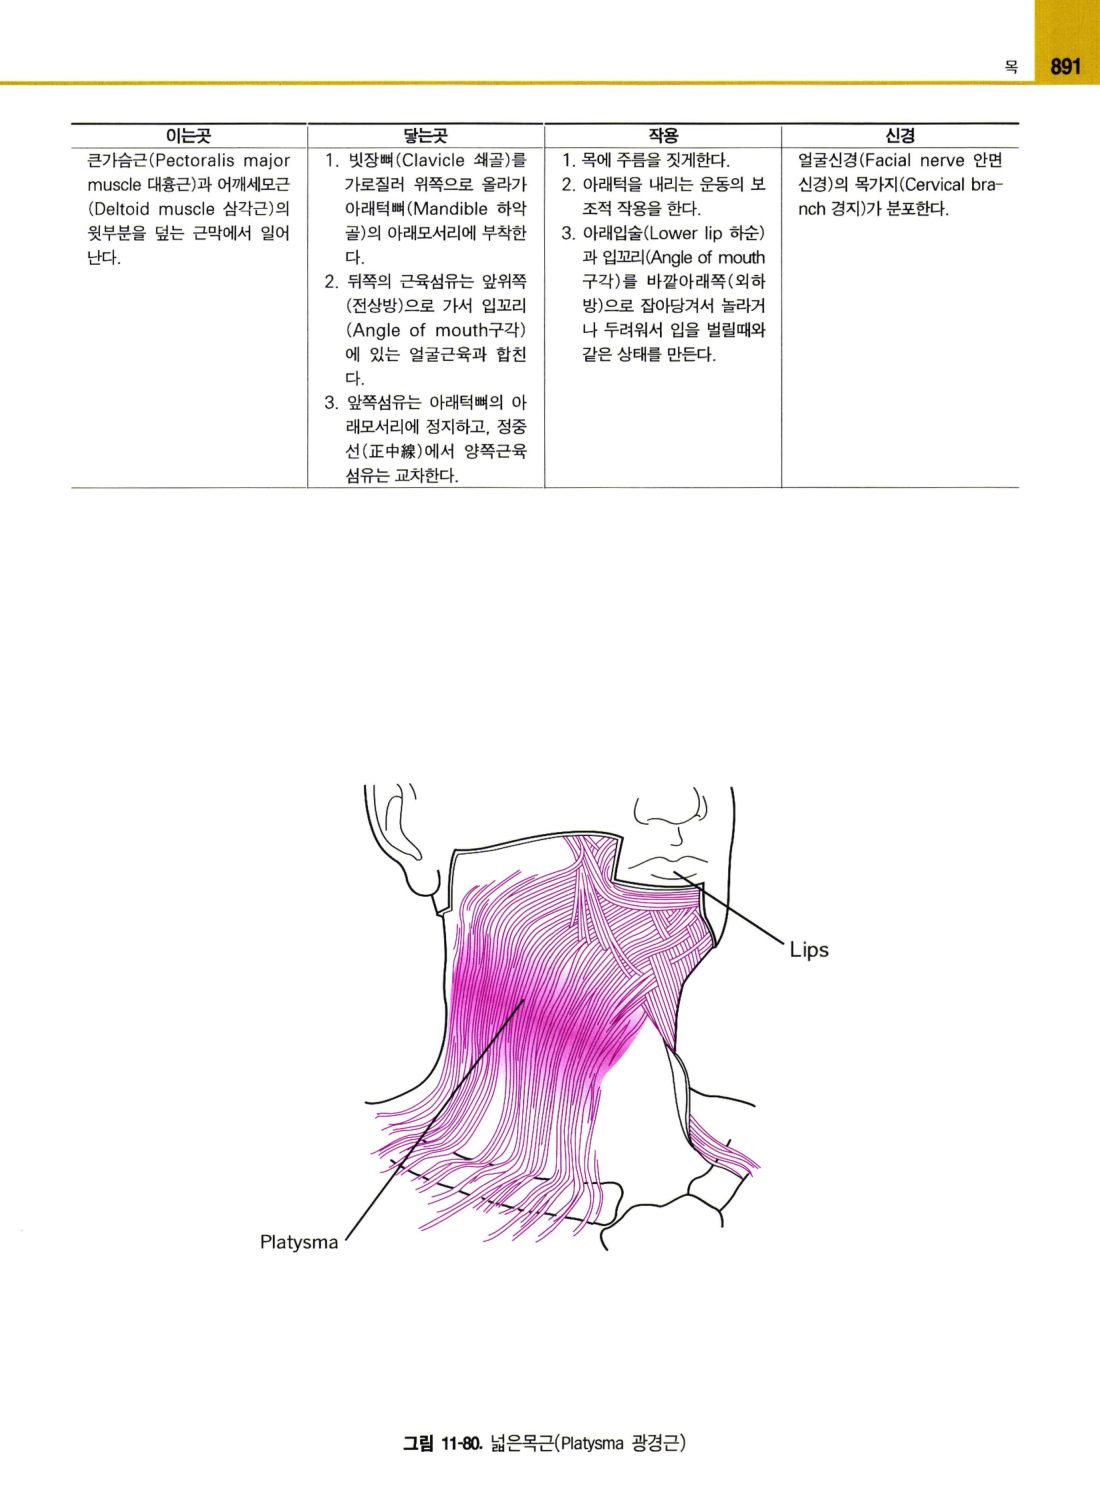 목 891
이는곳 닿는곳 작용 신경
큰가슴근(Pectoralis major
muscle 대흉근)과 어깨세모근
(Deltoid muscle 삼각근)의
윗부분을 덮는 근막에서 일어
난다.
1. 빗장뼈(Clavicle 쇄골)를
가로질러 위쪽으로 올라가
아래턱뼈(Mandible 하악
골)의 아래모서리에 부착한
다.
2. 뒤쪽의 근육섬유는 앞위쪽
(전상방)으로 가서 입꼬리
(Angle of mouth구각)
에 있는 얼굴근육과 합친
다.
3. 앞쪽섬유는 아래턱뼈의 아
래모서리에 정지하고, 정중
선(正中線)에서 양쪽근육
섬유는 교차한다.
1. 목에 주름을 짓게한다.
2. 아래턱을 내리는 운동의 보
조적 작용을 한다.
3. 아래입술(Lower lip 하순)
과 입꼬리(Angle of mouth
구각)를 바깥아래쪽(외하
방)으로 잡아당겨서 놀라거
나 두려워서 입을 벌릴때와
같은 상태를 만든다.
얼굴신경(Facial nerve 안면
신경)의 목가지(Cervical bra-
nch 경지)가 분포한다.
Lips
Platysma
그림 11-80. 넓은목근(Platysma 광경근)